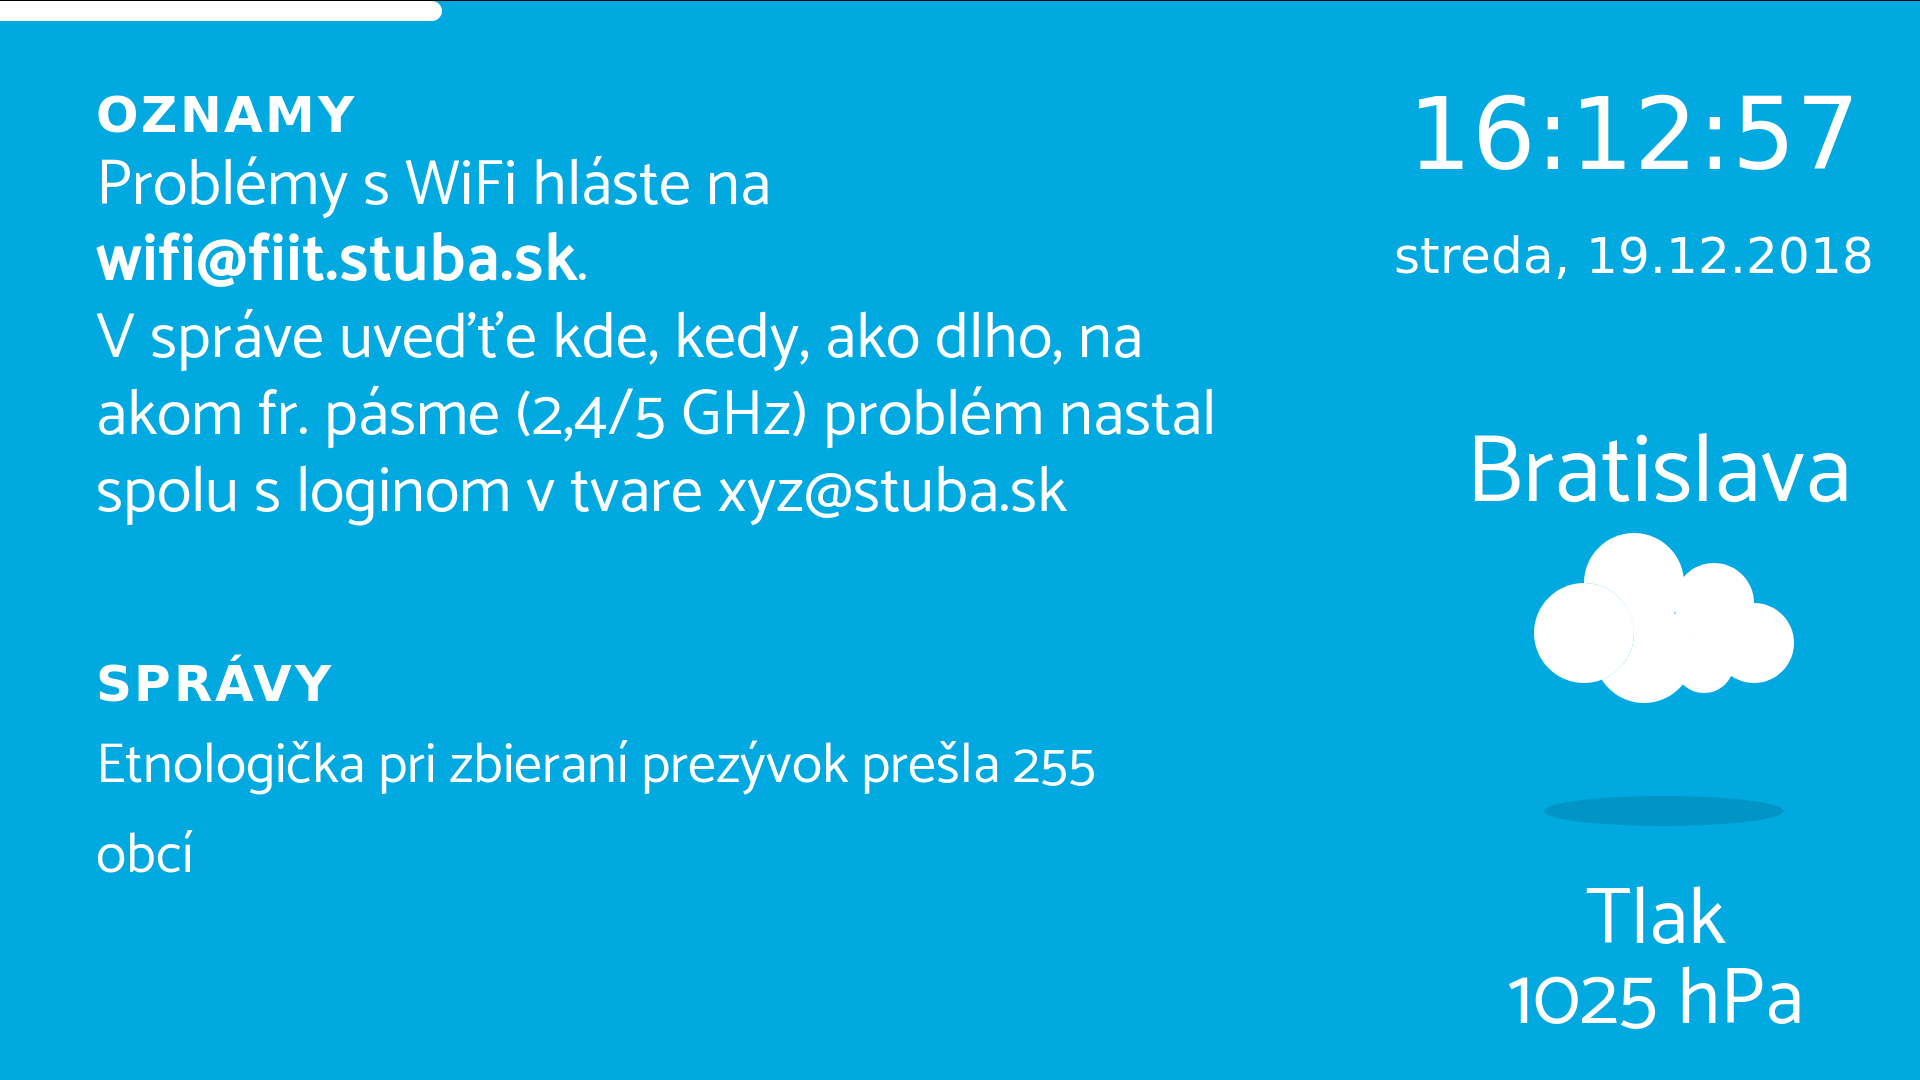 OZNAMY
Problémy s WiFi hláste na
wifi@fiit.stuba.sk.
V správe uveďťe kde, kedy, ako dlho, na
akom fr. pásme (2,4/5 GHz) problém nastal
spolu s loginom v tvare xyz@stuba.sk
SPRÁVY
Etnologička pri zbieraní prezývok prešla 255
obcí
16:12:57
streda, 19.12.2018
Bratislava
Tlak
1025 hPa